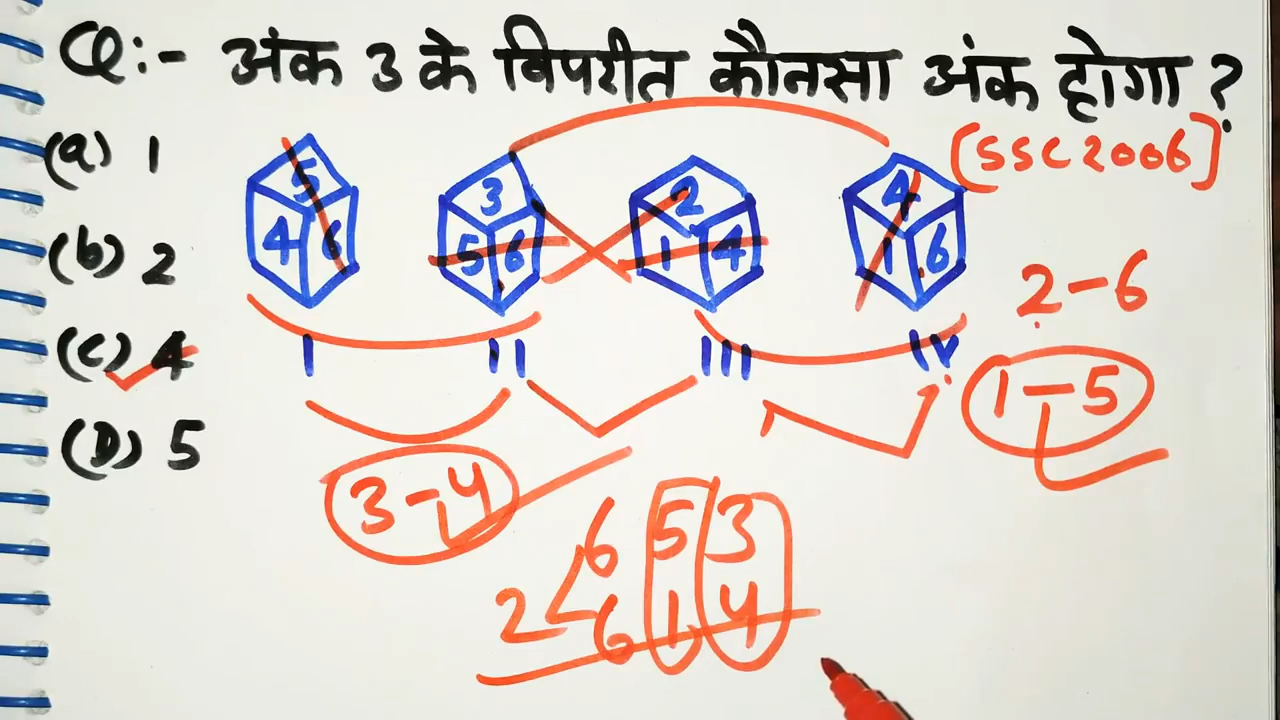 Q:- अंक 3 के विपरीत कौनसा अंक होगा ?
[SSC 2006]
(a) 1
(b) 2
(c) 4
(D) 5
5
4 6
3
5 6
2
1 4
4
1 6
I II III IV
2-6
1-5
3-4
6 5 3
2
6 1 4